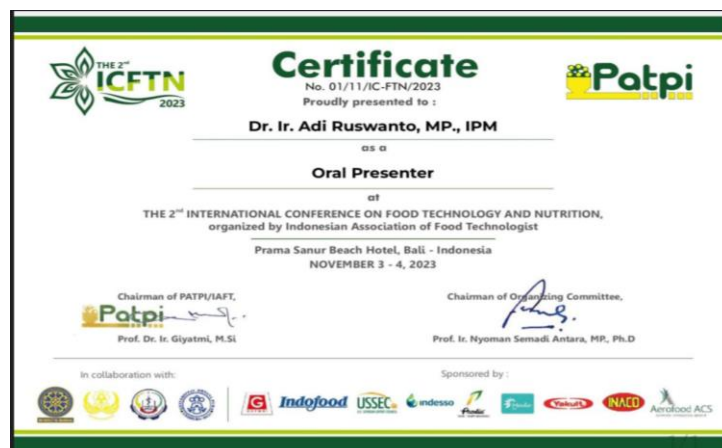 THE 2nd
ICFTN
2023
Certificate
No. 01/11/IC-FTN/2023
Proudly presented to :
Patpi
Dr. Ir. Adi Ruswanto, MP., IPM
as a
Oral Presenter
at
THE 2nd INTERNATIONAL CONFERENCE ON FOOD TECHNOLOGY AND NUTRITION,
organized by Indonesian Association of Food Technologist
Prama Sanur Beach Hotel, Bali - Indonesia
NOVEMBER 3 - 4, 2023
Chairman of PATPI/IAFT,
Patpi
Prof. Dr. Ir. Giyatmi, M.Si
Chairman of Organizing Committee,
Prof. Ir. Nyoman Semadi Antara, MP., Ph.D
In collaboration with:
Sponsored by :
G
Indofood
USSEC
indesso
Prodia
Yakult
INACO
Aerofood ACS
1/1